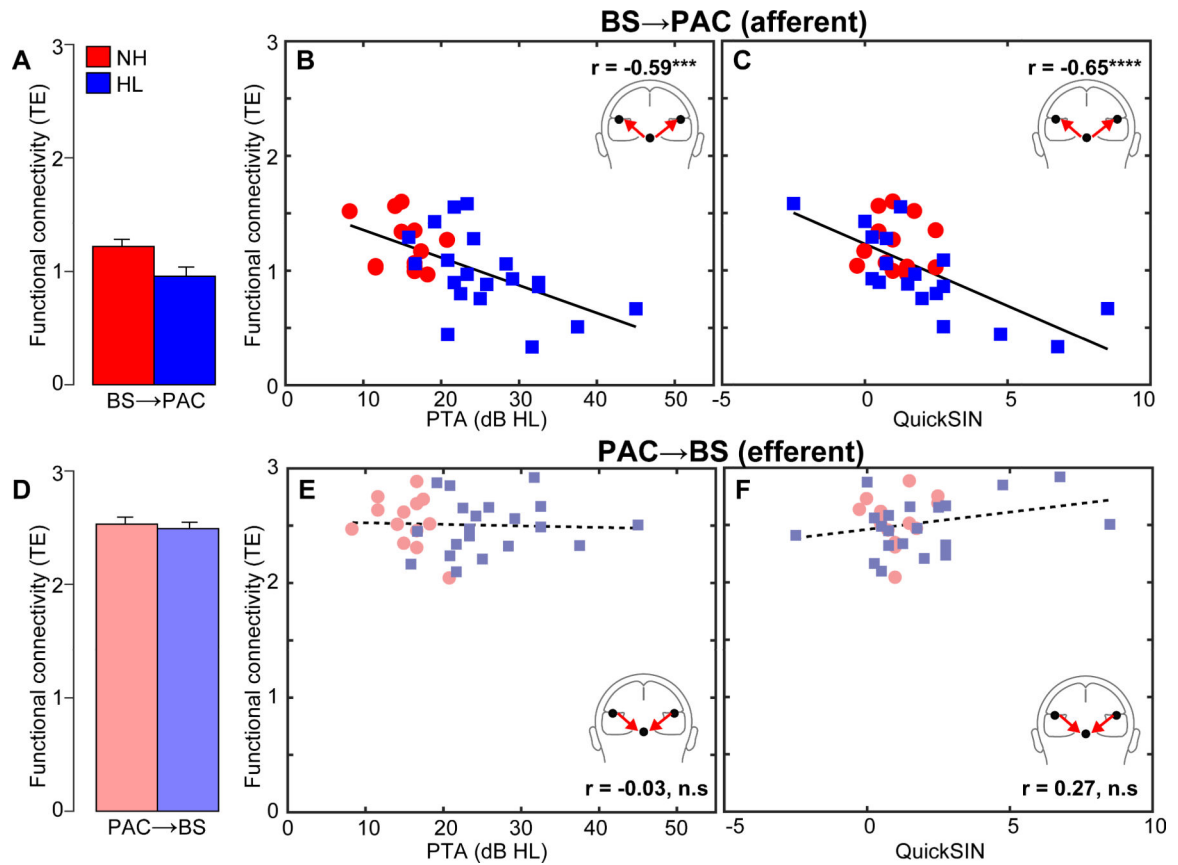 BS→PAC (afferent)
A
3
2
1
0
Functional connectivity (TE)
NH
HL
BS→PAC
B
r = -0.59***
3
2
1
0
Functional connectivity (TE)
0 10 20 30 40 50
PTA (dB HL)
C
r = -0.65****
0 5 10
QuickSIN
PAC→BS (efferent)
D
3
2
1
0
Functional connectivity (TE)
PAC→BS
E
3
2
1
0
Functional connectivity (TE)
r = -0.03, n.s
0 10 20 30 40 50
PTA (dB HL)
F
r = 0.27, n.s
-5 0 5 10
QuickSIN